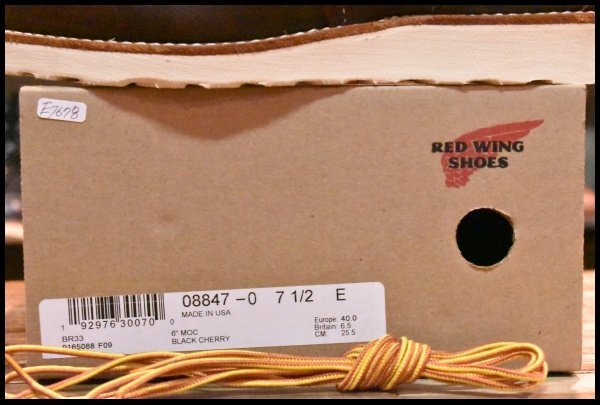 E7678
RED WING
SHOES
08847-0 7 1/2 E
MADE IN USA
1 92976 30070 0
BR33
9165088 F09
6" MOC
BLACK CHERRY
Europe: 40.0
Britain: 6.5
CM: 25.5